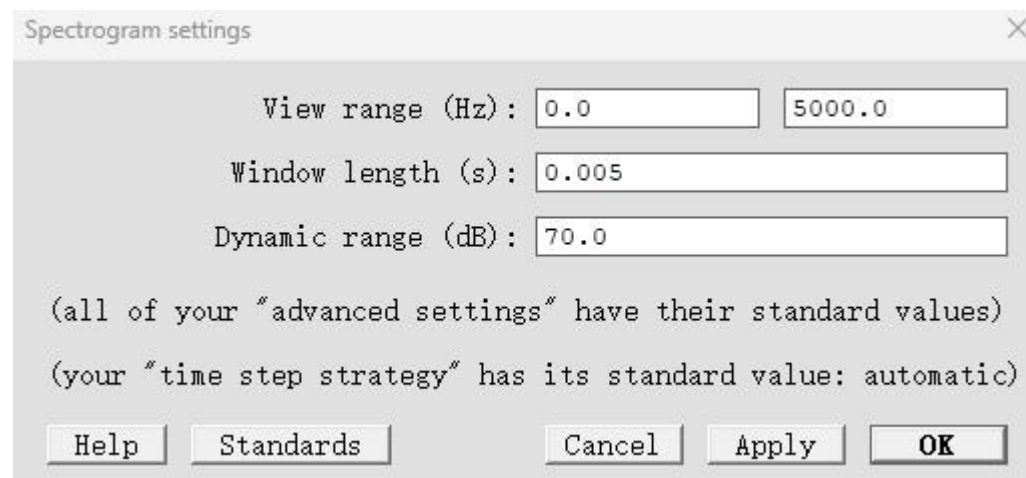 Spectrogram settings
View range (Hz): 0.0 5000.0
Window length (s): 0.005
Dynamic range (dB): 70.0
(all of your "advanced settings" have their standard values)
(your "time step strategy" has its standard value: automatic)
Help Standards Cancel Apply OK